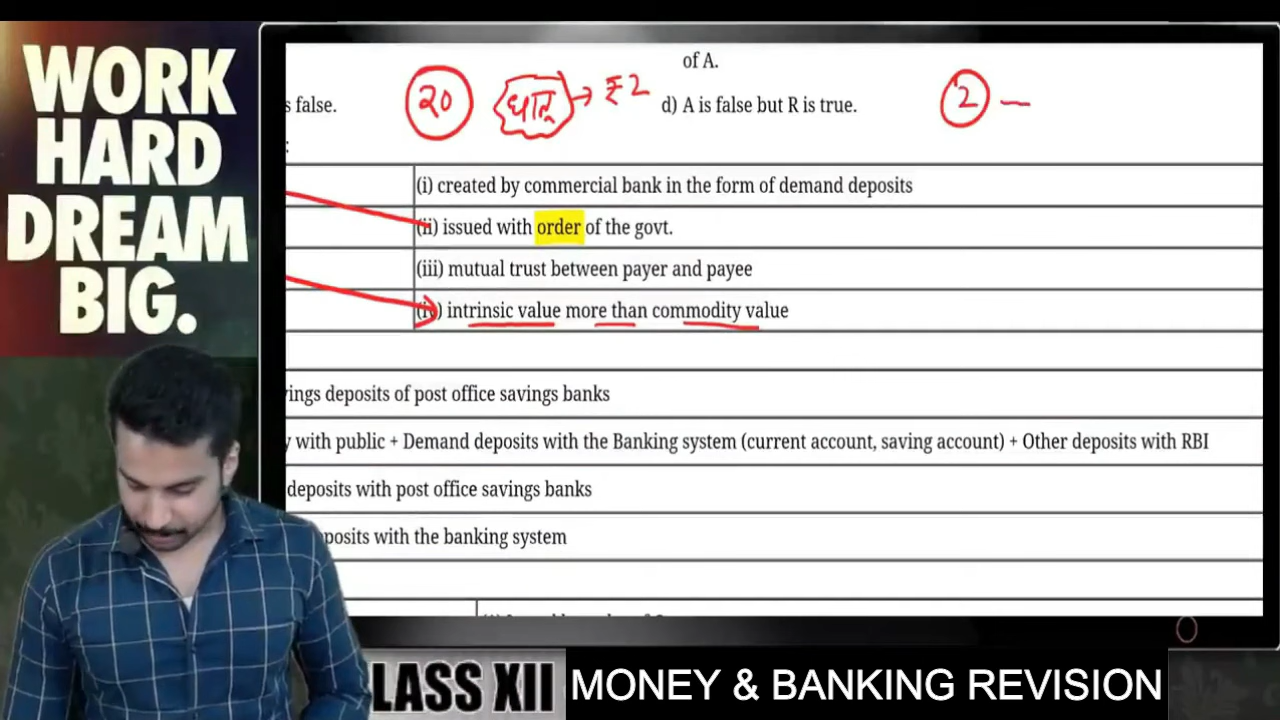 WORK
HARD
DREAM
BIG.
of A.
s false.
२०
धातु → ₹2
d) A is false but R is true.
2 —
:
(i) created by commercial bank in the form of demand deposits
(ii) issued with order of the govt.
(iii) mutual trust between payer and payee
(iv) intrinsic value more than commodity value
vings deposits of post office savings banks
y with public + Demand deposits with the Banking system (current account, saving account) + Other deposits with RBI
deposits with post office savings banks
posits with the banking system
LASS XII
MONEY & BANKING REVISION